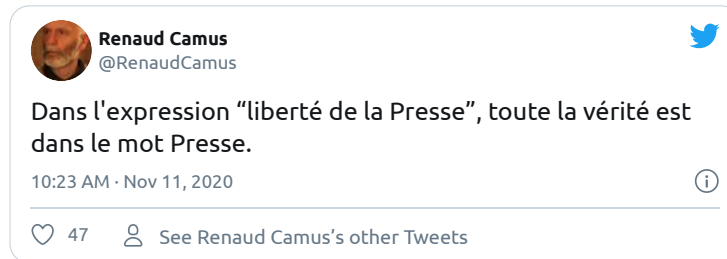 Renaud Camus
@RenaudCamus
Dans l'expression “liberté de la Presse”, toute la vérité est
dans le mot Presse.
10:23 AM · Nov 11, 2020
47 See Renaud Camus’s other Tweets